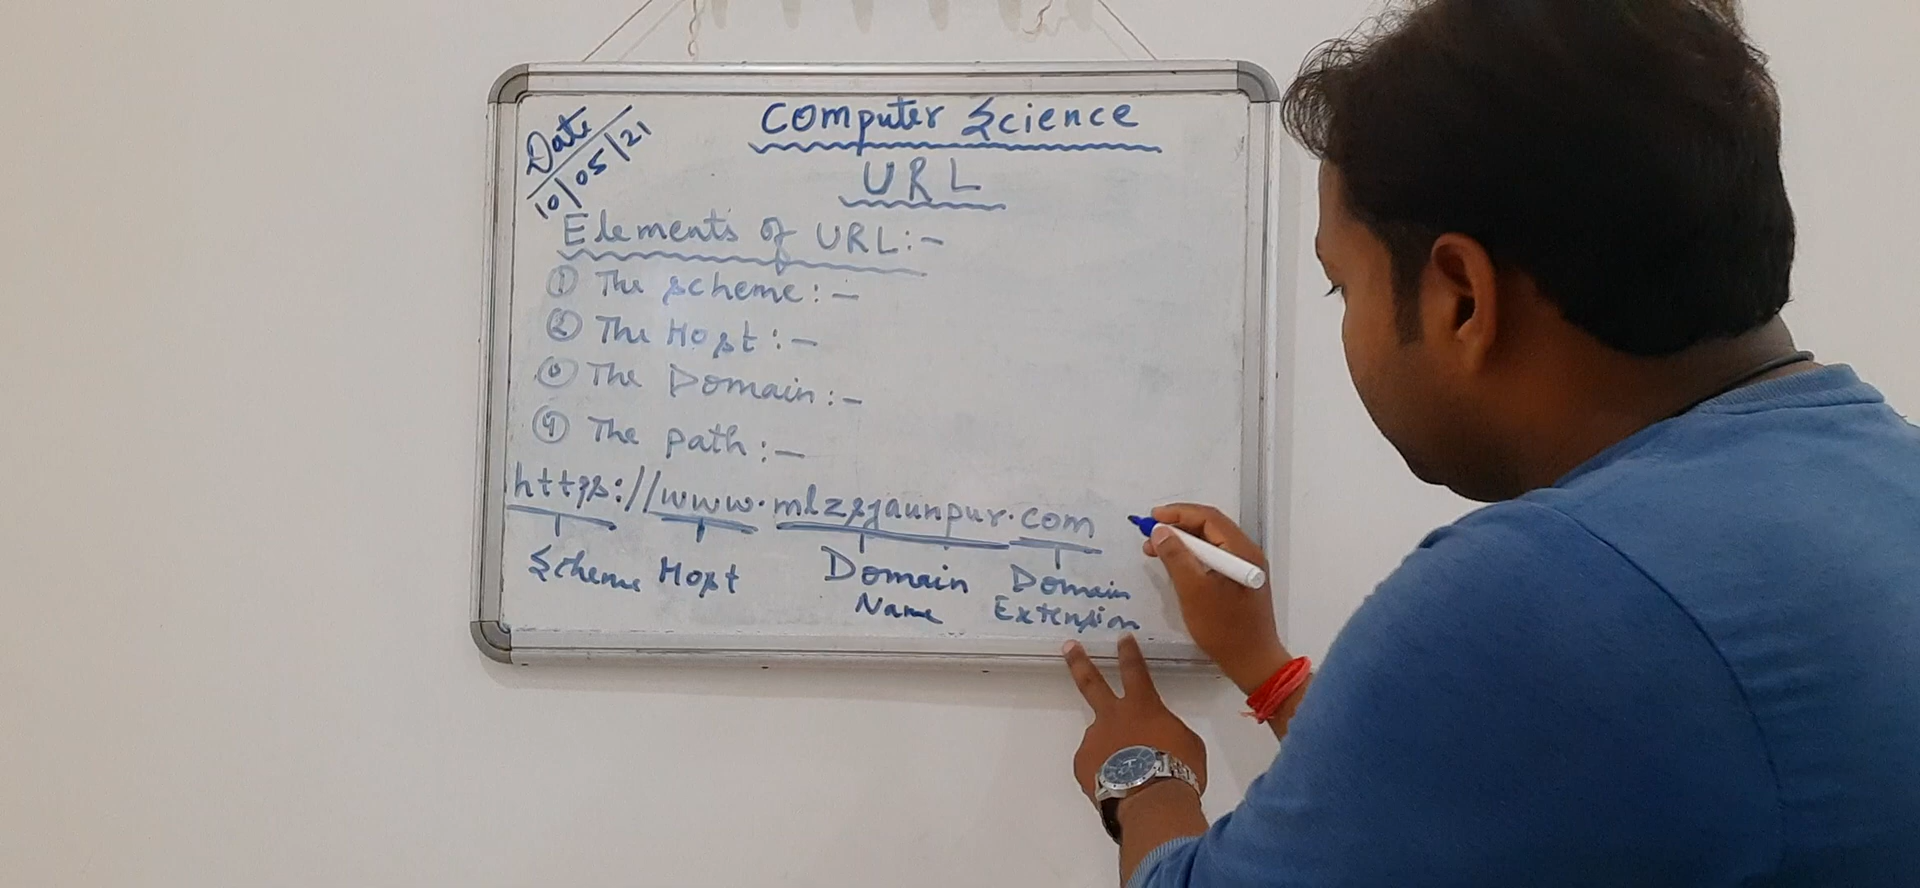 Date
10/05/21
Computer Science
URL
Elements of URL:-
① The scheme:-
② The Host:-
③ The Domain:-
④ The path:-
https://www.mlzsjaunpur.com
Scheme Host Domain Name Domain Extension